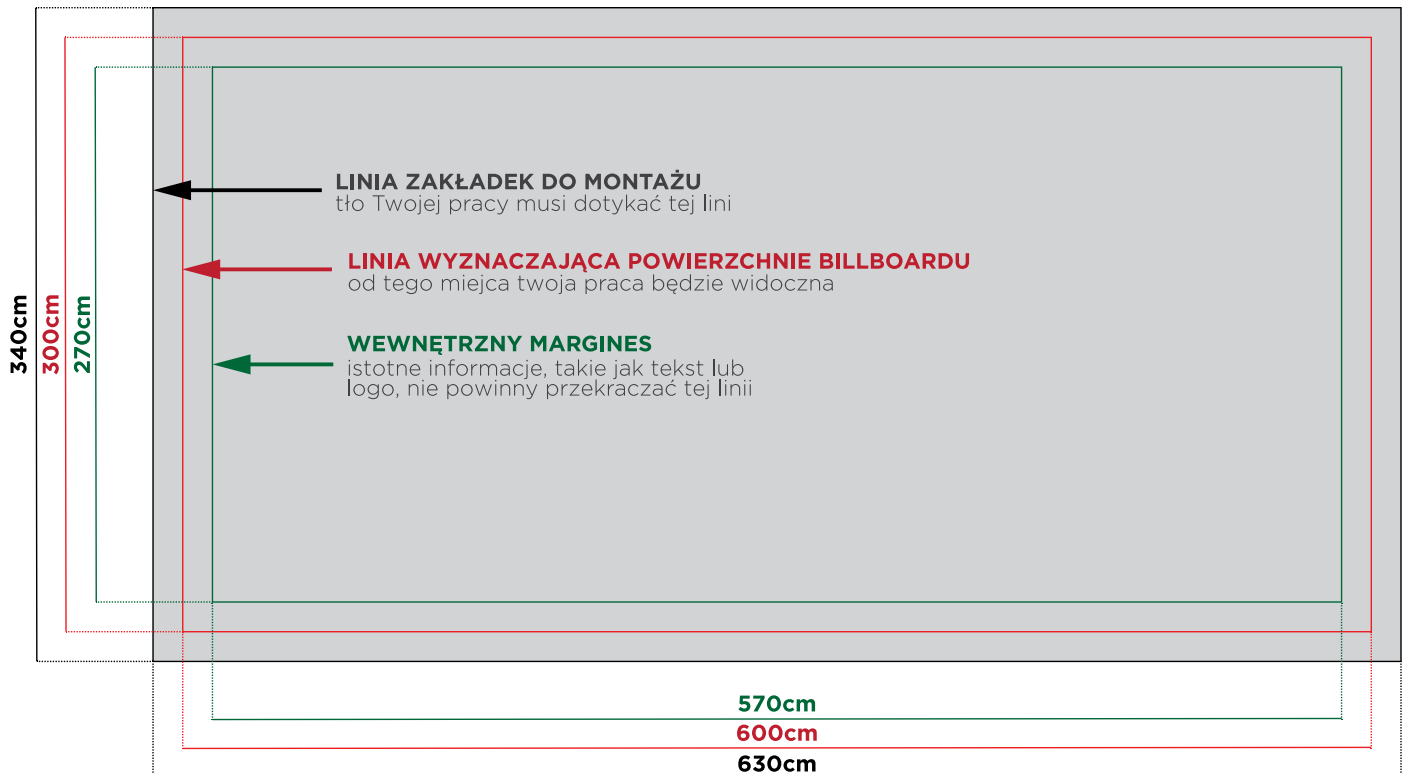 LINIA ZAKŁADEK DO MONTAŻU
tło Twojej pracy musi dotykać tej lini
LINIA WYZNACZAJĄCA POWIERZCHNIE BILLBOARDU
od tego miejca twoja praca będzie widoczna
WEWNĘTRZNY MARGINES
istotne informacje, takie jak tekst lub
logo, nie powinny przekraczać tej linii
340cm
300cm
270cm
570cm
600cm
630cm